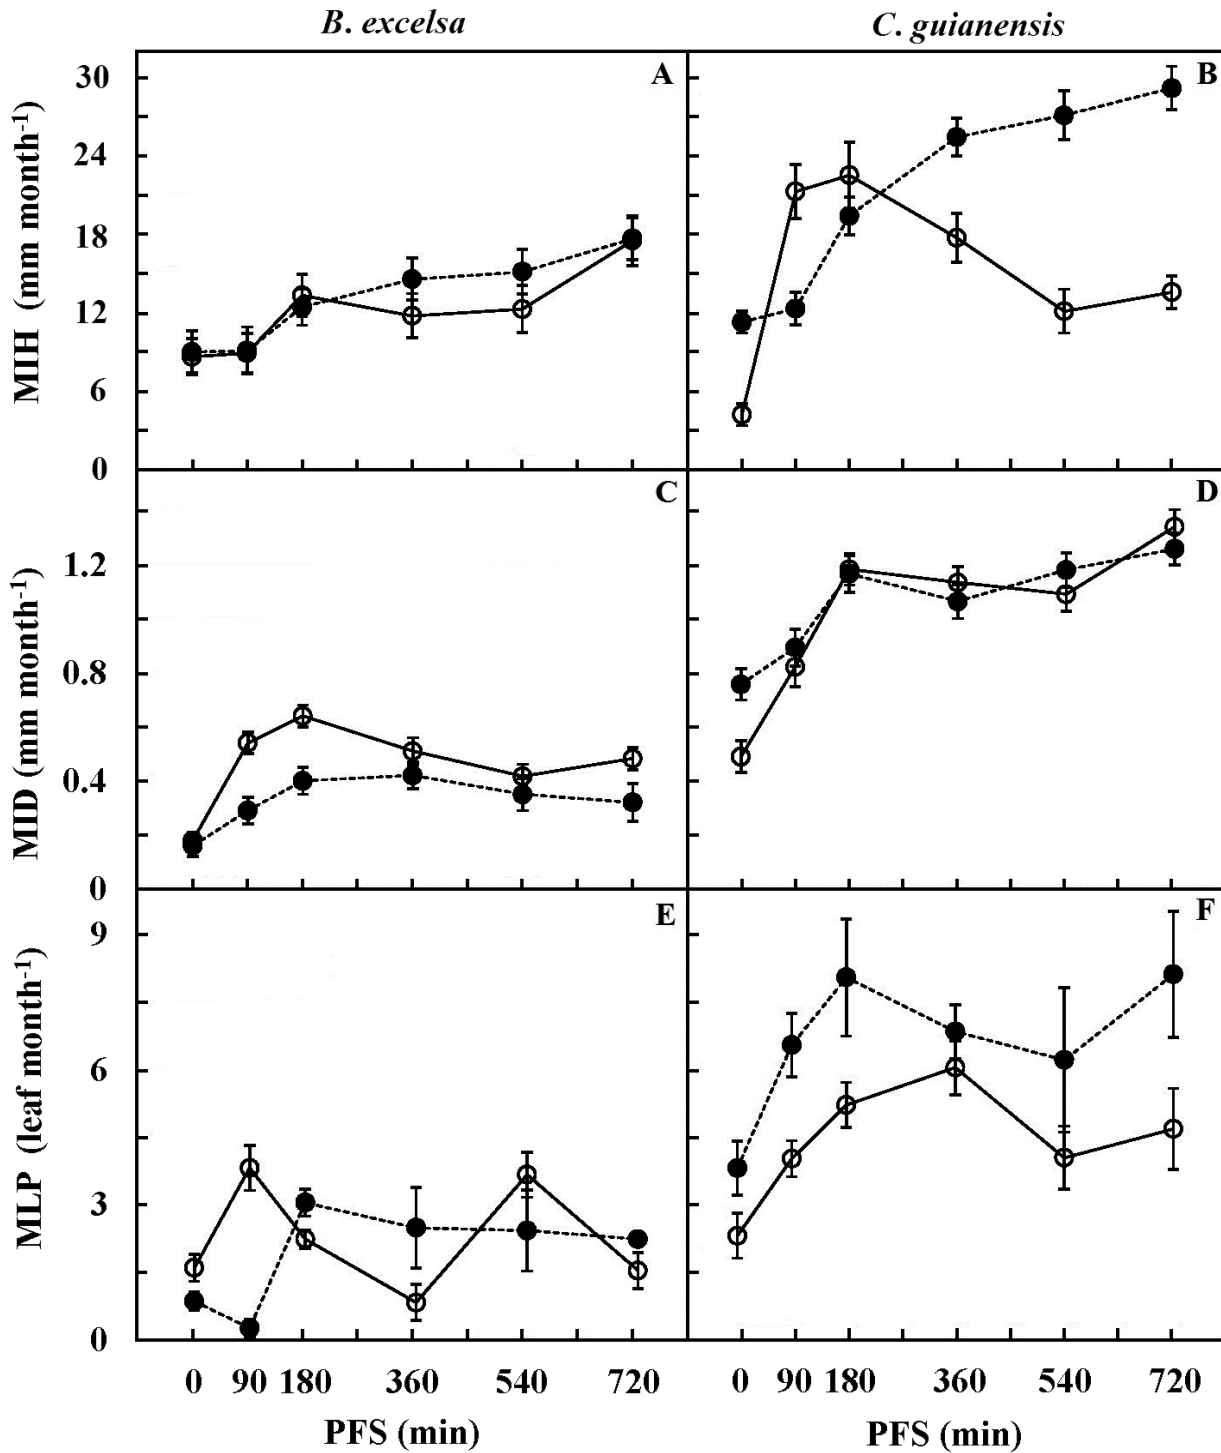 B. excelsa
C. guianensis
A
B
30
24
18
12
6
0
MIH (mm month-1)
C
D
1.2
0.8
0.4
0
MID (mm month-1)
E
F
9
6
3
0
MLP (leaf month-1)
0 90 180 360 540 720
0 90 180 360 540 720
PFS (min)
PFS (min)